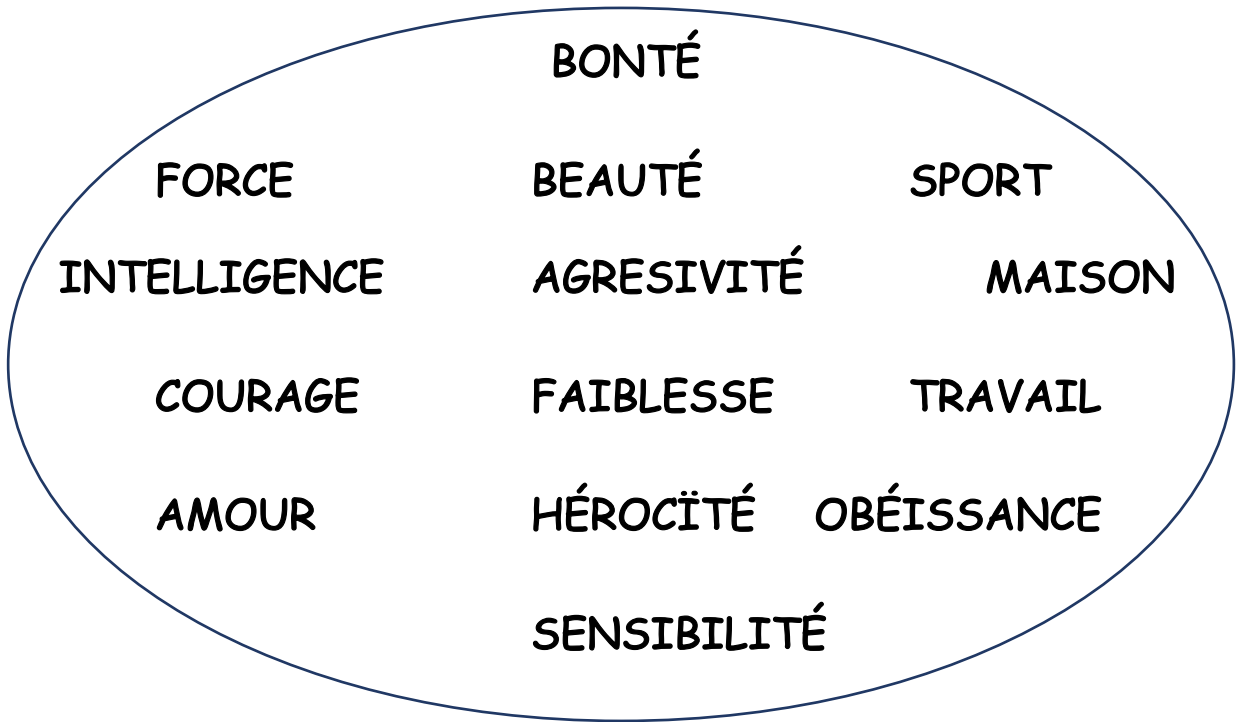 BONTÉ
FORCE BEAUTÉ SPORT
INTELLIGENCE AGRESIVITÉ MAISON
COURAGE FAIBLESSE TRAVAIL
AMOUR HÉROCÏTÉ OBÉISSANCE
SENSIBILITÉ